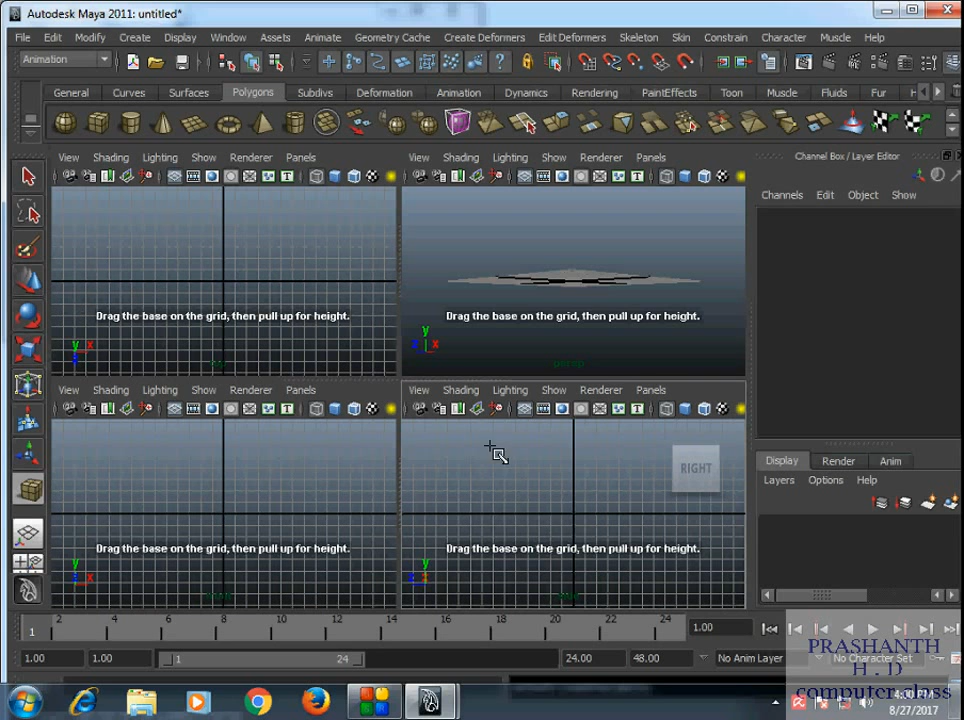 Autodesk Maya 2011: untitled*
File Edit Modify Create Display Window Assets Animate Geometry Cache Create Deformers Edit Deformers Skeleton Skin Constrain Character Muscle Help
Animation
General Curves Surfaces Polygons Subdivs Deformation Animation Dynamics Rendering PaintEffects Toon Muscle Fluids Fur H
View Shading Lighting Show Renderer Panels
View Shading Lighting Show Renderer Panels
Channel Box / Layer Editor
Channels Edit Object Show
Drag the base on the grid, then pull up for height.
Drag the base on the grid, then pull up for height.
y x
z
y
z x
persp
View Shading Lighting Show Renderer Panels
View Shading Lighting Show Renderer Panels
RIGHT
Display Render Anim
Layers Options Help
Drag the base on the grid, then pull up for height.
Drag the base on the grid, then pull up for height.
1 2 4 6 8 10 12 14 16 18 20 22 24
1.00
1.00 1.00 1 24 24.00 48.00 No Anim Layer No Character Set
PRASHANTH
H . D
computer class
8/27/2017